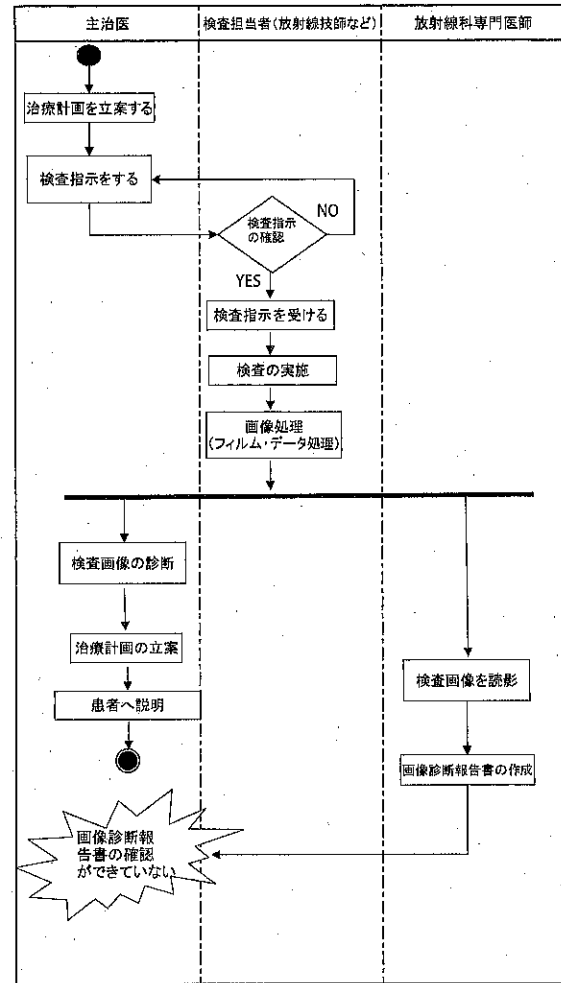 主治医
検査担当者(放射線技師など)
放射線科専門医師
治療計画を立案する
検査指示をする
NO
検査指示
の確認
YES
検査指示を受ける
検査の実施
画像処理
(フィルム・データ処理)
検査画像の診断
治療計画の立案
検査画像を読影
患者へ説明
画像診断報告書の作成
画像診断報
告書の確認
ができていない